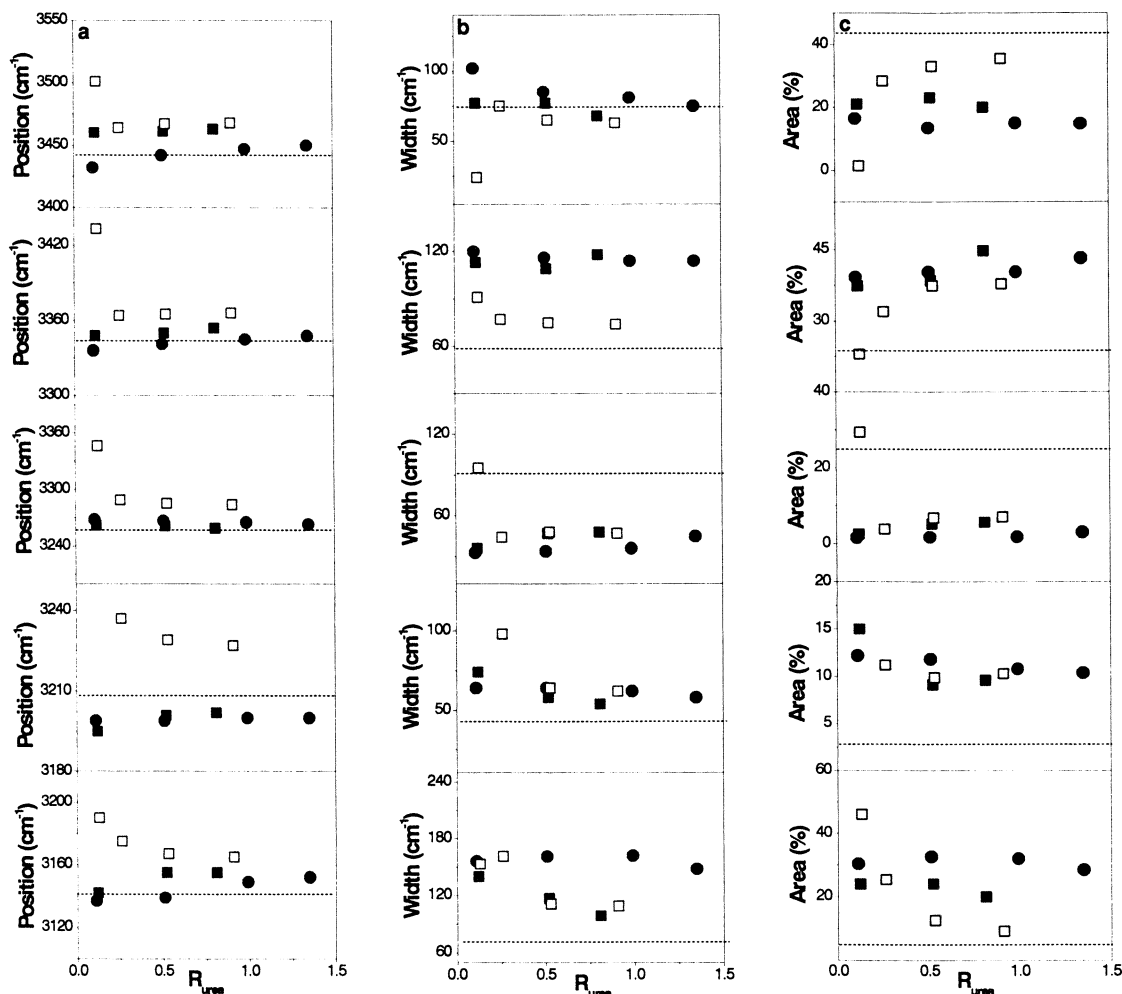 a
Position (cm⁻¹)
3550
3500
3450
3400
Position (cm⁻¹)
3420
3360
3300
Position (cm⁻¹)
3360
3300
3240
Position (cm⁻¹)
3240
3210
3180
Position (cm⁻¹)
3200
3160
3120
0.0 0.5 1.0 1.5
R_urea
b
Width (cm⁻¹)
100
50
Width (cm⁻¹)
120
60
Width (cm⁻¹)
120
60
Width (cm⁻¹)
100
50
Width (cm⁻¹)
240
180
120
60
0.0 0.5 1.0 1.5
R_urea
c
Area (%)
40
20
0
Area (%)
45
30
Area (%)
40
20
0
Area (%)
20
15
10
5
Area (%)
60
40
20
0.0 0.5 1.0 1.5
R_urea